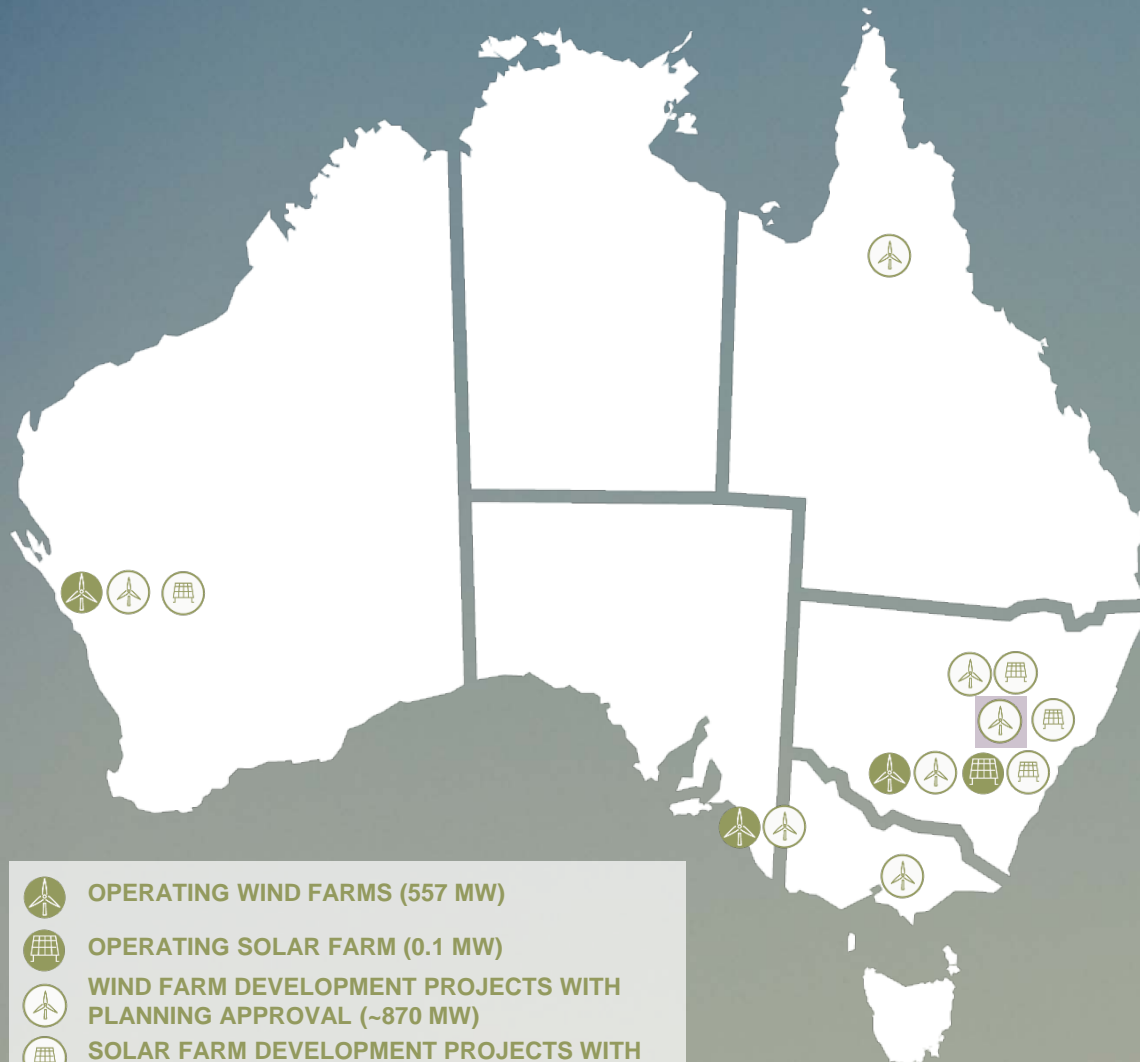 OPERATING WIND FARMS (557 MW)
OPERATING SOLAR FARM (0.1 MW)
WIND FARM DEVELOPMENT PROJECTS WITH
PLANNING APPROVAL (~870 MW)
SOLAR FARM DEVELOPMENT PROJECTS WITH